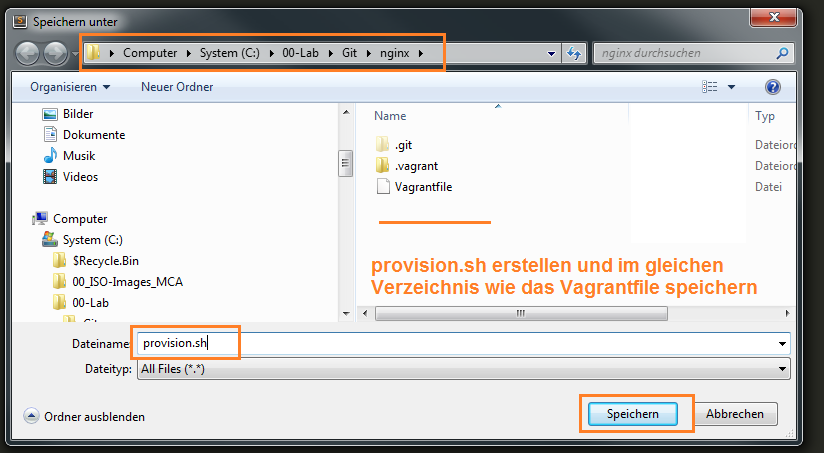 Speichern unter
Computer System (C:) 00-Lab Git nginx
nginx durchsuchen
Organisieren Neuer Ordner
Bilder
Dokumente
Musik
Videos
Computer
System (C:)
$Recycle.Bin
00_ISO-Images_MCA
00-Lab
Git
Name Typ
.git Dateiord
.vagrant Dateiord
Vagrantfile Datei
provision.sh erstellen und im gleichen
Verzeichnis wie das Vagrantfile speichern
Dateiname: provision.sh
Dateityp: All Files (*.*)
Ordner ausblenden
Speichern Abbrechen